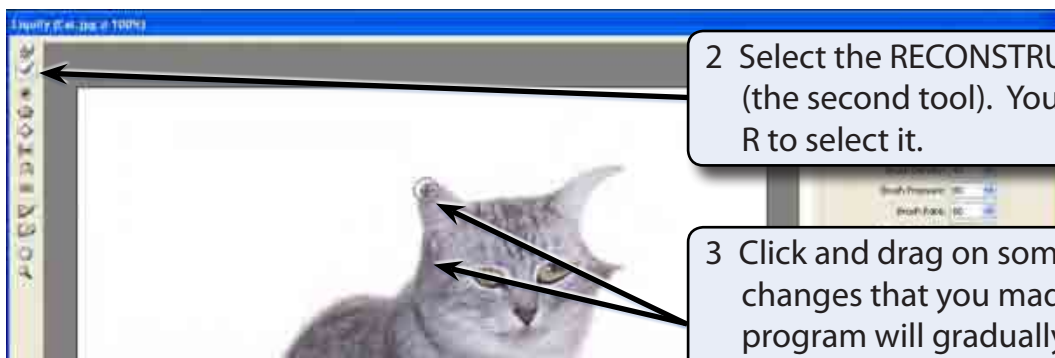 Liquify (Cat.jpg @ 100%)
2 Select the RECONSTRU
(the second tool). You
R to select it.
Brush Pressure:
Brush Rate:
3 Click and drag on som
changes that you mad
program will gradually